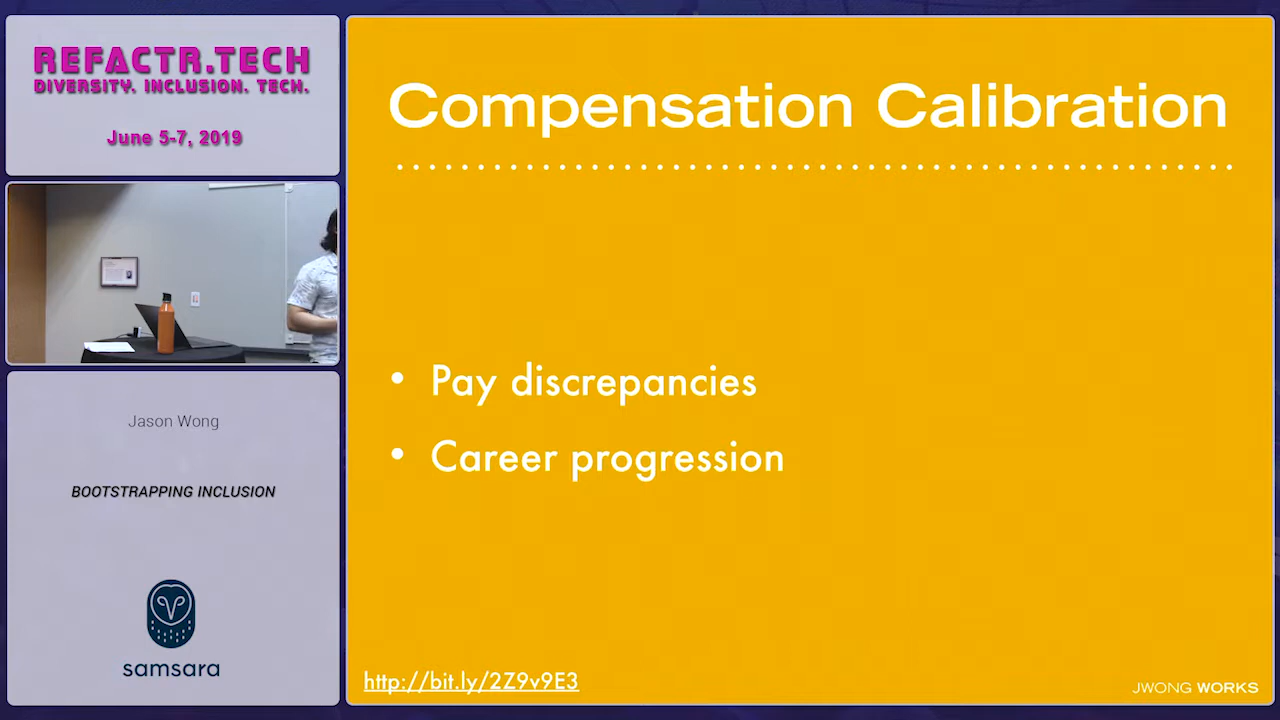 REFACTR.TECH
DIVERSITY. INCLUSION. TECH.
June 5-7, 2019
Jason Wong
BOOTSTRAPPING INCLUSION
samsara
Compensation Calibration
• Pay discrepancies
• Career progression
http://bit.ly/2Z9v9E3
JWONG WORKS